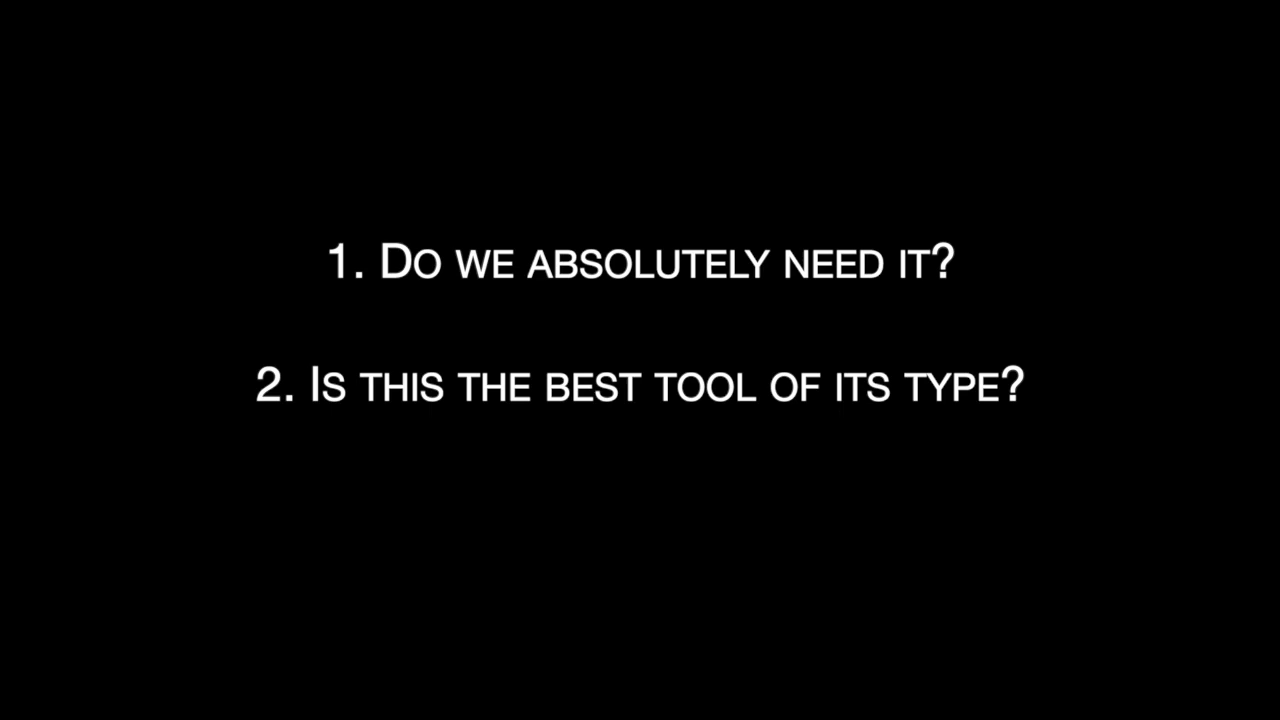 1. Do we absolutely need it?
2. Is this the best tool of its type?